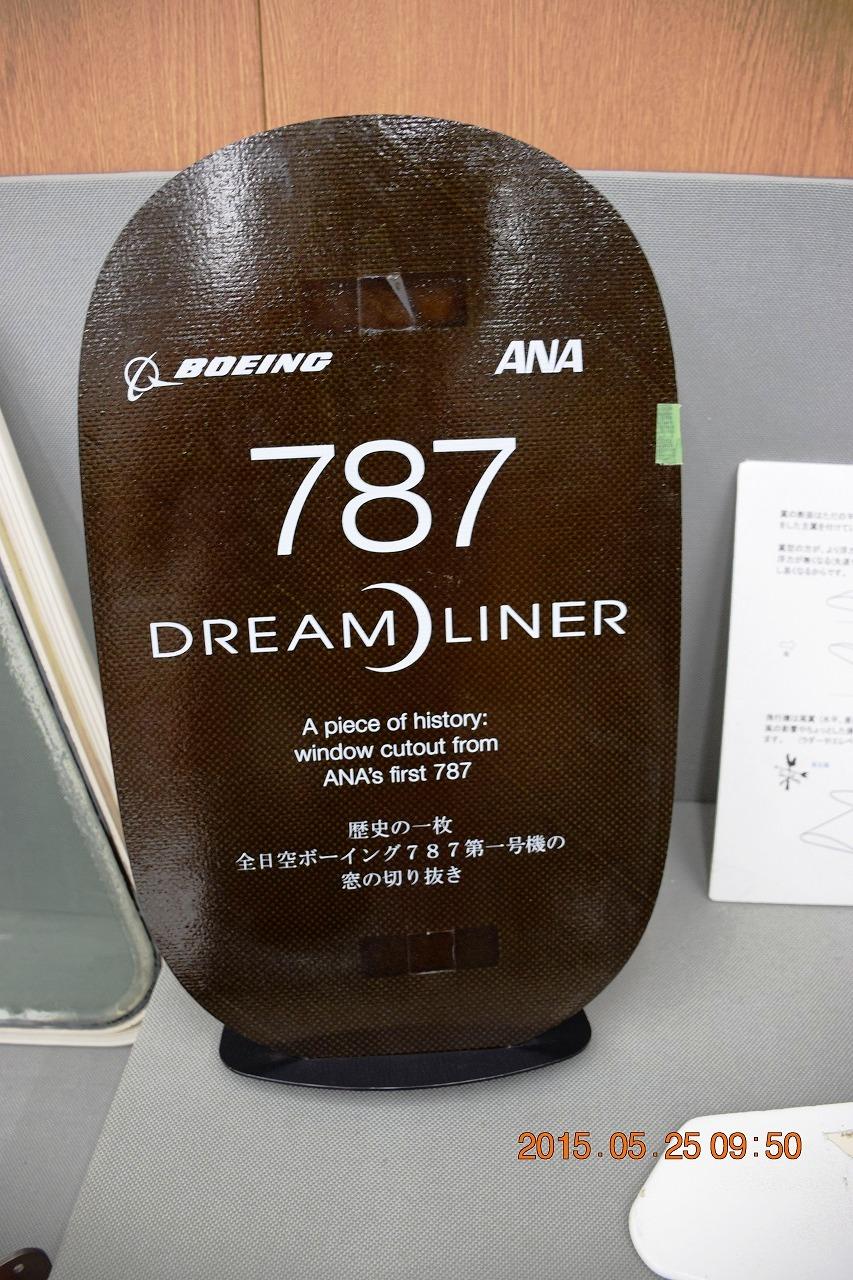 BOEING
ANA
787
DREAMLINER
A piece of history:
window cutout from
ANA's first 787
歴史の一枚
全日空ボーイング787第一号機の
窓の切り抜き
2015.05.25 09:50